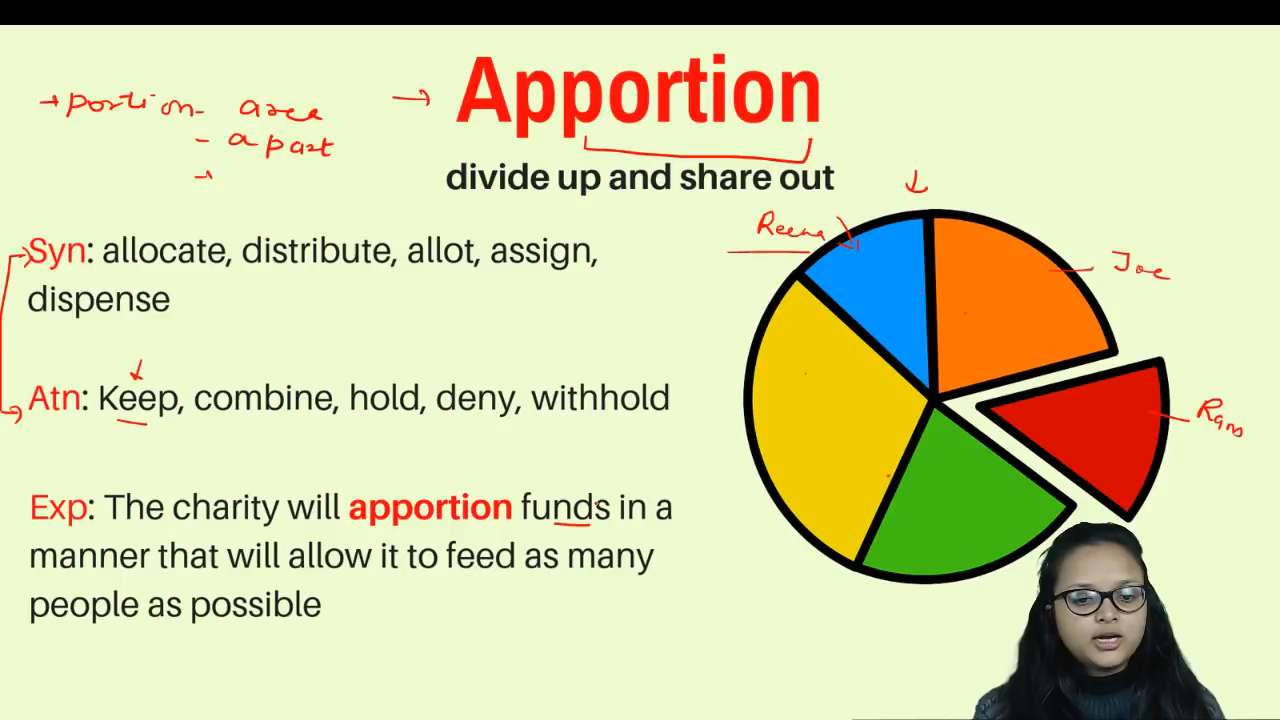 Apportion
→ portion - area
- a part
divide up and share out
Syn: allocate, distribute, allot, assign,
dispense
Atn: Keep, combine, hold, deny, withhold
Exp: The charity will apportion funds in a
manner that will allow it to feed as many
people as possible
Reena
Joe
Ram